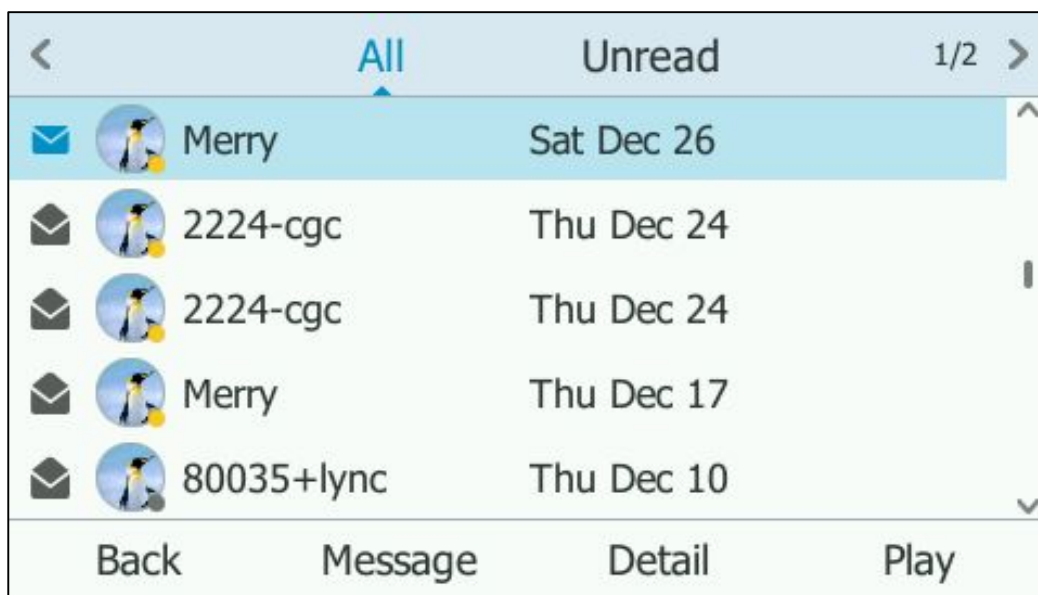 All Unread 1/2
Merry Sat Dec 26
2224-cgc Thu Dec 24
2224-cgc Thu Dec 24
Merry Thu Dec 17
80035+lync Thu Dec 10
Back Message Detail Play